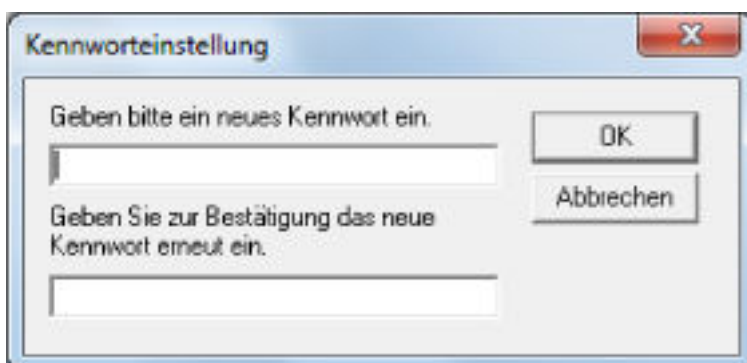 Kennworteinstellung
Geben bitte ein neues Kennwort ein.
OK
Abbrechen
Geben Sie zur Bestätigung das neue
Kennwort erneut ein.